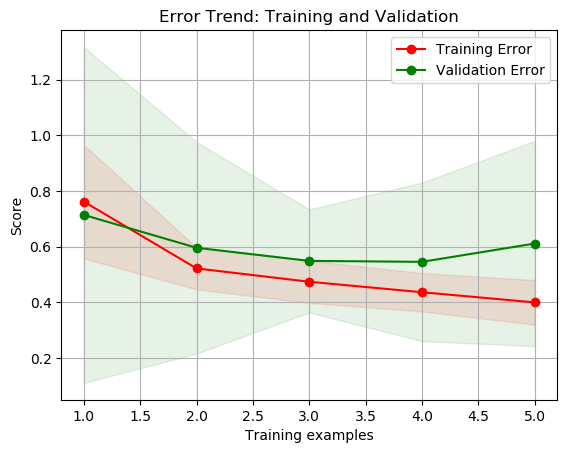 Error Trend: Training and Validation
Training Error
Validation Error
Score
1.2
1.0
0.8
0.6
0.4
0.2
1.0 1.5 2.0 2.5 3.0 3.5 4.0 4.5 5.0
Training examples